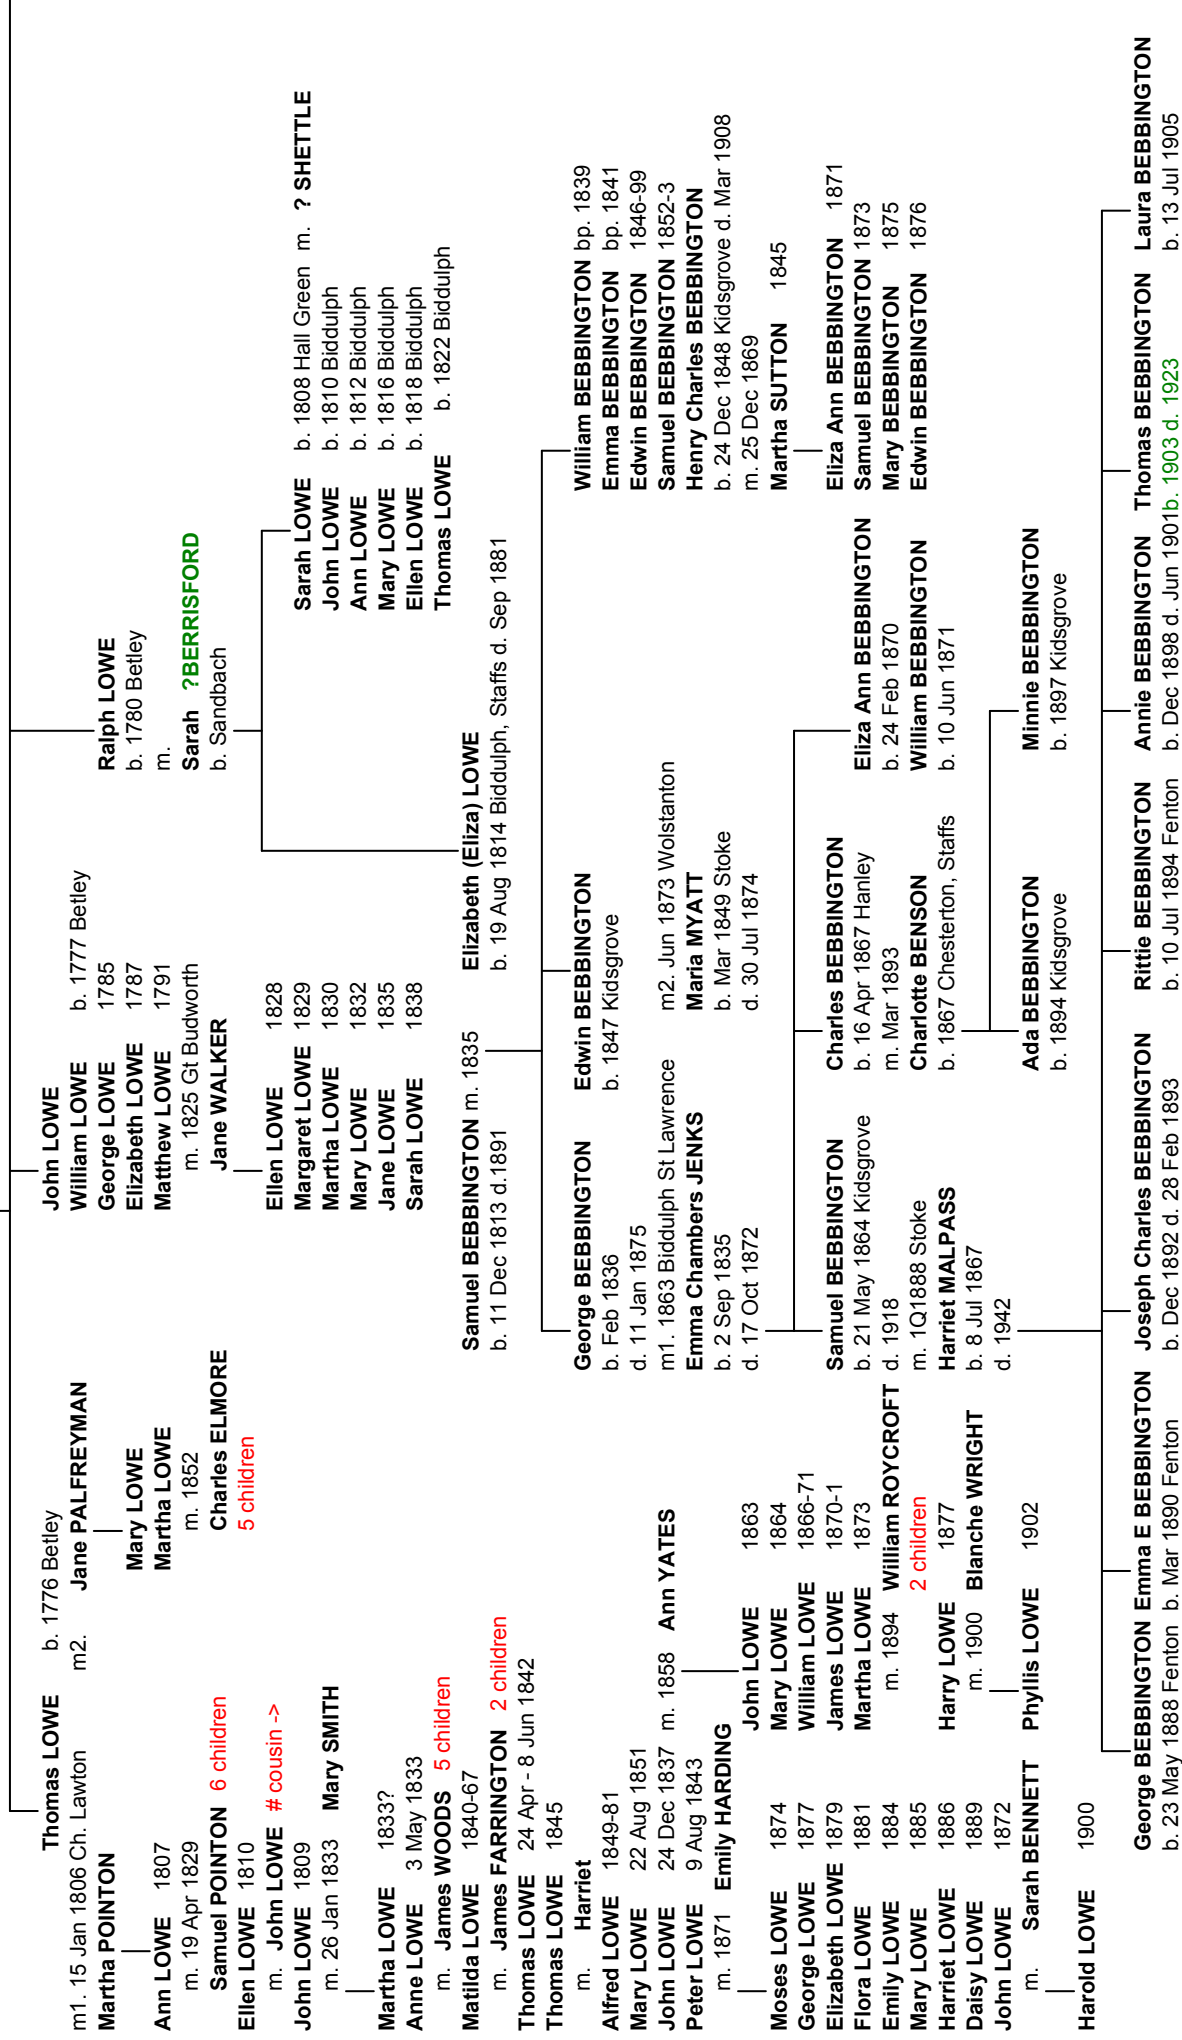 Thomas LOWE b. 1776 Betley
m1. 15 Jan 1806 Ch. Lawton m2. Jane PALFREYMAN
Martha POINTON
Mary LOWE
Martha LOWE
m. 1852
Charles ELMORE
5 children
Ann LOWE 1807
m. 19 Apr 1829
Samuel POINTON 6 children
Ellen LOWE 1810
m. John LOWE # cousin ->
John LOWE 1809
m. 26 Jan 1833 Mary SMITH
Martha LOWE 1833?
Anne LOWE 3 May 1833
m. James WOODS 5 children
Matilda LOWE 1840-67
m. James FARRINGTON 2 children
Thomas LOWE 24 Apr - 8 Jun 1842
Thomas LOWE 1845
m. Harriet
Alfred LOWE 1849-81
Mary LOWE 22 Aug 1851
John LOWE 24 Dec 1837 m. 1858 Ann YATES
Peter LOWE 9 Aug 1843
m. 1871 Emily HARDING
John LOWE 1863
Mary LOWE 1864
William LOWE 1866-71
James LOWE 1870-1
Martha LOWE 1873
m. 1894 William ROYCROFT
2 children
Harry LOWE 1877
m. 1900 Blanche WRIGHT
Phyllis LOWE 1902
Moses LOWE 1874
George LOWE 1877
Elizabeth LOWE 1879
Flora LOWE 1881
Emily LOWE 1884
Mary LOWE 1885
Harriet LOWE 1886
Daisy LOWE 1889
John LOWE 1872
m. Sarah BENNETT
Harold LOWE 1900
John LOWE
William LOWE b. 1777 Betley
George LOWE 1785
Elizabeth LOWE 1787
Matthew LOWE 1791
m. 1825 Gt Budworth
Jane WALKER
Ellen LOWE 1828
Margaret LOWE 1829
Martha LOWE 1830
Mary LOWE 1832
Jane LOWE 1835
Sarah LOWE 1838
Ralph LOWE
b. 1780 Betley
m.
Sarah ?BERRISFORD
b. Sandbach
Sarah LOWE b. 1808 Hall Green m. ? SHETTLE
John LOWE b. 1810 Biddulph
Ann LOWE b. 1812 Biddulph
Mary LOWE b. 1816 Biddulph
Ellen LOWE b. 1818 Biddulph
Thomas LOWE b. 1822 Biddulph
Samuel BEBBINGTON m. 1835 Elizabeth (Eliza) LOWE
b. 11 Dec 1813 d.1891 b. 19 Aug 1814 Biddulph, Staffs d. Sep 1881
George BEBBINGTON
b. Feb 1836
d. 11 Jan 1875
m1. 1863 Biddulph St Lawrence m2. Jun 1873 Wolstanton
Emma Chambers JENKS Maria MYATT
b. 2 Sep 1835 b. Mar 1849 Stoke
d. 17 Oct 1872 d. 30 Jul 1874
Edwin BEBBINGTON
b. 1847 Kidsgrove
William BEBBINGTON bp. 1839
Emma BEBBINGTON bp. 1841
Edwin BEBBINGTON 1846-99
Samuel BEBBINGTON 1852-3
Henry Charles BEBBINGTON
b. 24 Dec 1848 Kidsgrove d. Mar 1908
m. 25 Dec 1869
Martha SUTTON 1845
Eliza Ann BEBBINGTON 1871
Samuel BEBBINGTON 1873
Mary BEBBINGTON 1875
Edwin BEBBINGTON 1876
Samuel BEBBINGTON
b. 21 May 1864 Kidsgrove
d. 1918
m. 1Q1888 Stoke
Harriet MALPASS
b. 8 Jul 1867
d. 1942
Charles BEBBINGTON
b. 16 Apr 1867 Hanley
m. Mar 1893
Charlotte BENSON
b. 1867 Chesterton, Staffs
Eliza Ann BEBBINGTON
b. 24 Feb 1870
William BEBBINGTON
b. 10 Jun 1871
Ada BEBBINGTON
b. 1894 Kidsgrove
Minnie BEBBINGTON
b. 1897 Kidsgrove
George BEBBINGTON Emma E BEBBINGTON Joseph Charles BEBBINGTON Rittie BEBBINGTON Annie BEBBINGTON Thomas BEBBINGTON Laura BEBBINGTON
b. 23 May 1888 Fenton b. Mar 1890 Fenton b. Dec 1892 d. 28 Feb 1893 b. 10 Jul 1894 Fenton b. Dec 1898 d. Jun 1901 b. 1903 d. 1923 b. 13 Jul 1905